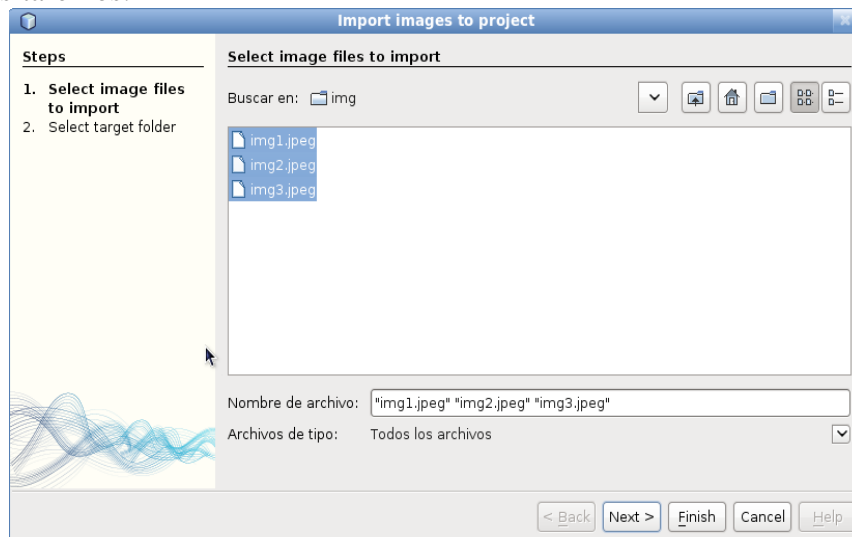 Import images to project
Steps
1. Select image files
to import
2. Select target folder
Select image files to import
Buscar en: img
img1.jpeg
img2.jpeg
img3.jpeg
Nombre de archivo: "img1.jpeg" "img2.jpeg" "img3.jpeg"
Archivos de tipo: Todos los archivos
< Back Next > Finish Cancel Help